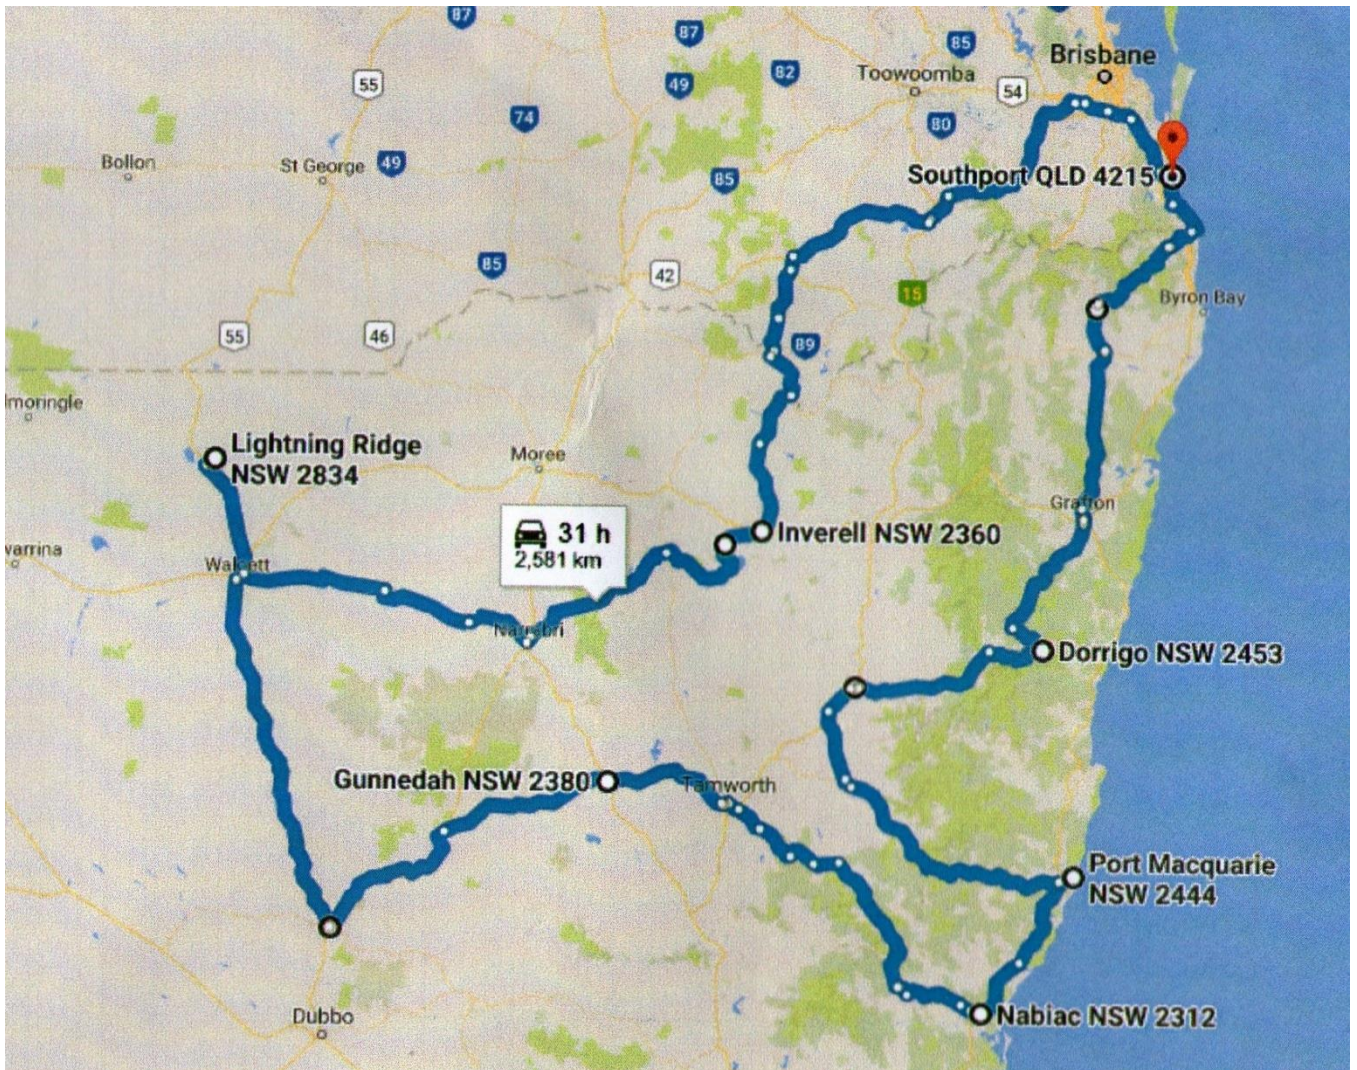 87
87
85
Brisbane
82
Toowoomba
55
49
54
74
80
Bollon
St George
49
85
Southport QLD 4215
85
42
15
Byron Bay
55
46
89
lmoringle
Lightning Ridge
NSW 2834
Moree
Grafton
31 h
2,581 km
Inverell NSW 2360
varrina
Walgett
Narrabri
Dorrigo NSW 2453
Gunnedah NSW 2380
Tamworth
Port Macquarie
NSW 2444
Dubbo
Nabiac NSW 2312